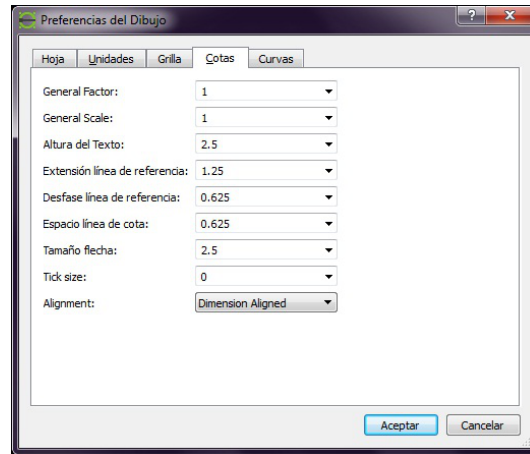 Preferencias del Dibujo
Hoja Unidades Grilla Cotas Curvas
General Factor: 1
General Scale: 1
Altura del Texto: 2.5
Extensión línea de referencia: 1.25
Desfase línea de referencia: 0.625
Espacio línea de cota: 0.625
Tamaño flecha: 2.5
Tick size: 0
Alignment: Dimension Aligned
Aceptar Cancelar